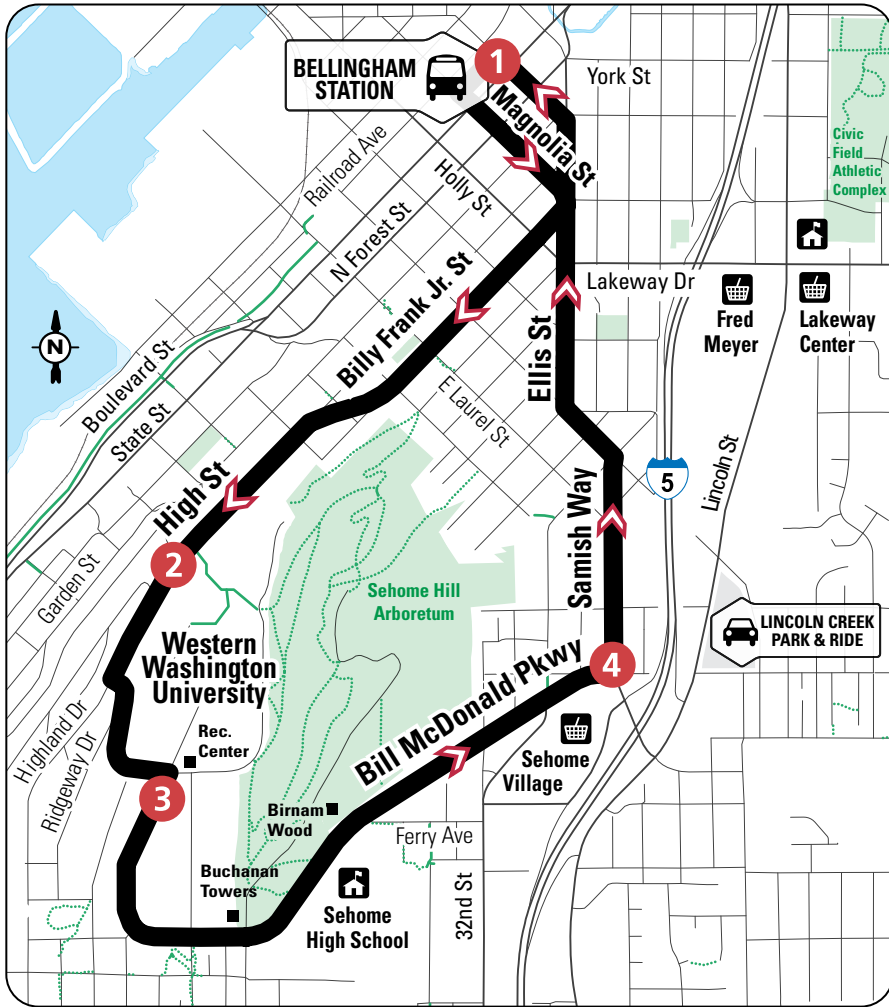 BELLINGHAM
STATION
1
York St
Magnolia St
Civic
Field
Athletic
Complex
Railroad Ave
Holly St
N Forest St
Lakeway Dr
Fred
Meyer
Lakeway
Center
N
Billy Frank Jr. St
Ellis St
Boulevard St
State St
E Laurel St
5
Lincoln St
High St
Samish Way
2
Garden St
Sehome Hill
Arboretum
LINCOLN CREEK
PARK & RIDE
Western
Washington
University
4
Bill McDonald Pkwy
Highland Dr
Ridgeway Dr
Rec.
Center
Sehome
Village
3
Birnam
Wood
Ferry Ave
Buchanan
Towers
32nd St
Sehome
High School